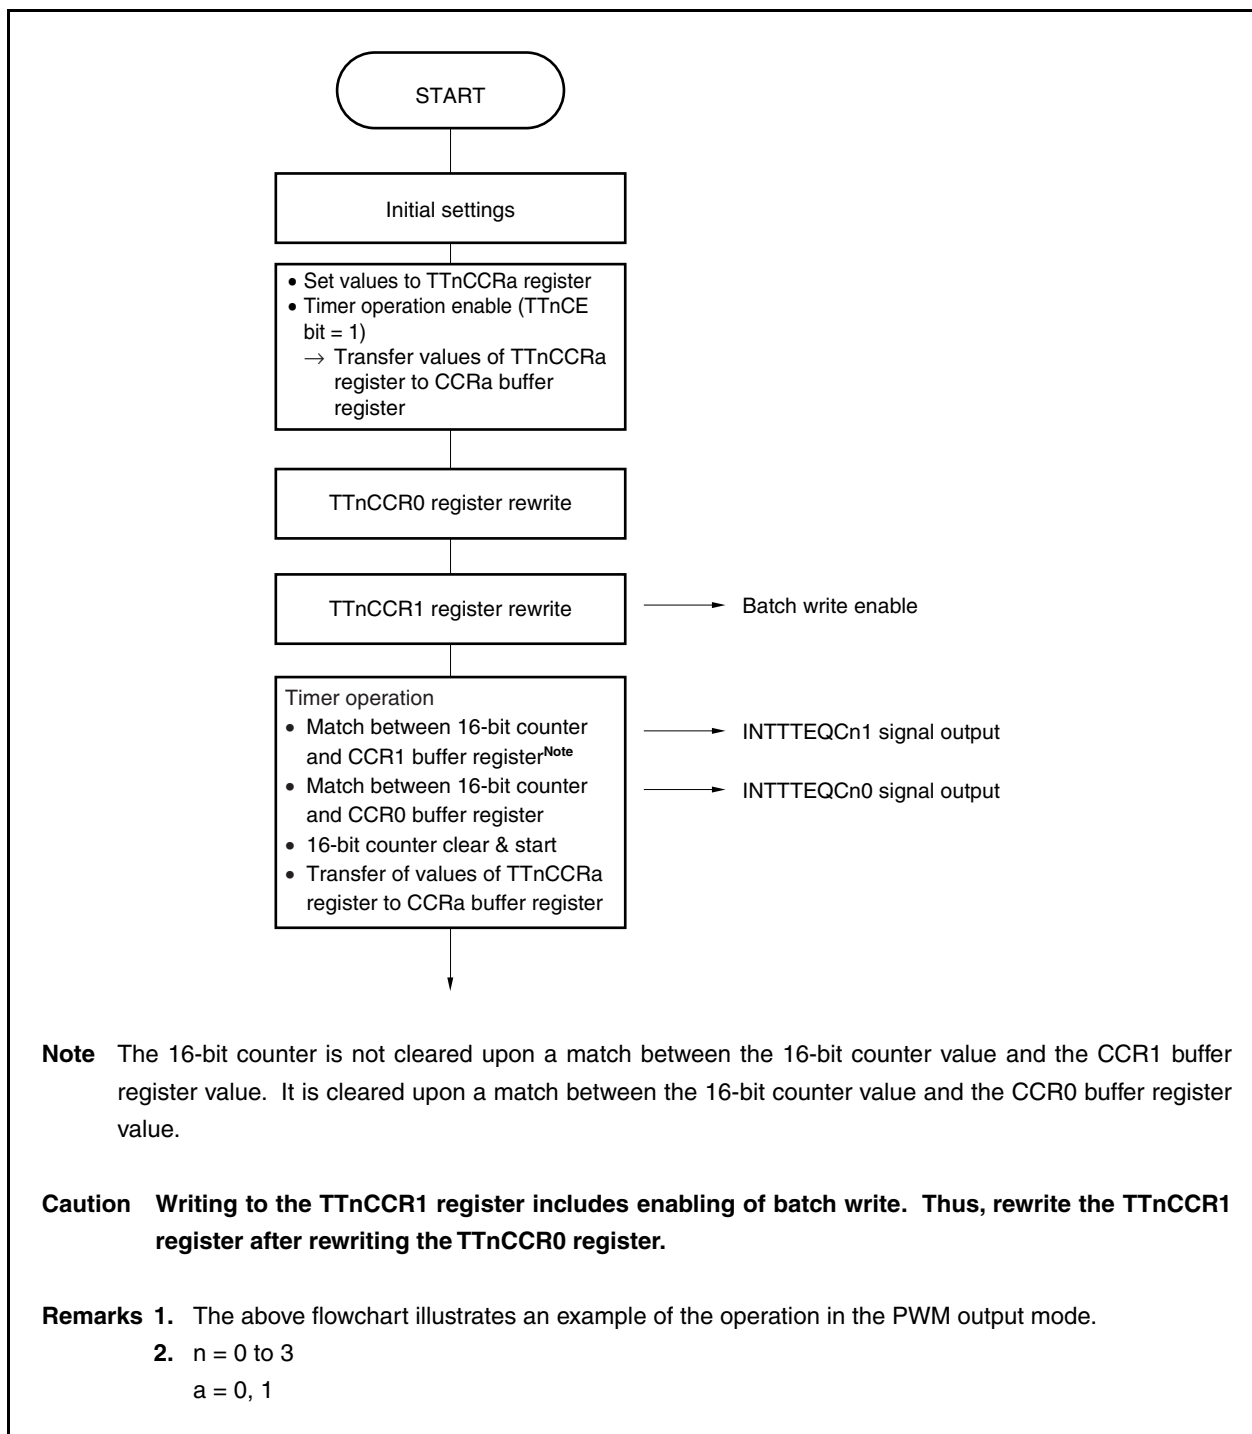 START
Initial settings
• Set values to TTnCCRa register
• Timer operation enable (TTnCE
bit = 1)
→ Transfer values of TTnCCRa
register to CCRa buffer
register
TTnCCR0 register rewrite
TTnCCR1 register rewrite
Batch write enable
Timer operation
• Match between 16-bit counter
and CCR1 buffer registerNote
INTTTEQCn1 signal output
• Match between 16-bit counter
and CCR0 buffer register
INTTTEQCn0 signal output
• 16-bit counter clear & start
• Transfer of values of TTnCCRa
register to CCRa buffer register
Note The 16-bit counter is not cleared upon a match between the 16-bit counter value and the CCR1 buffer
register value. It is cleared upon a match between the 16-bit counter value and the CCR0 buffer register
value.
Caution Writing to the TTnCCR1 register includes enabling of batch write. Thus, rewrite the TTnCCR1
register after rewriting the TTnCCR0 register.
Remarks 1. The above flowchart illustrates an example of the operation in the PWM output mode.
2. n = 0 to 3
a = 0, 1